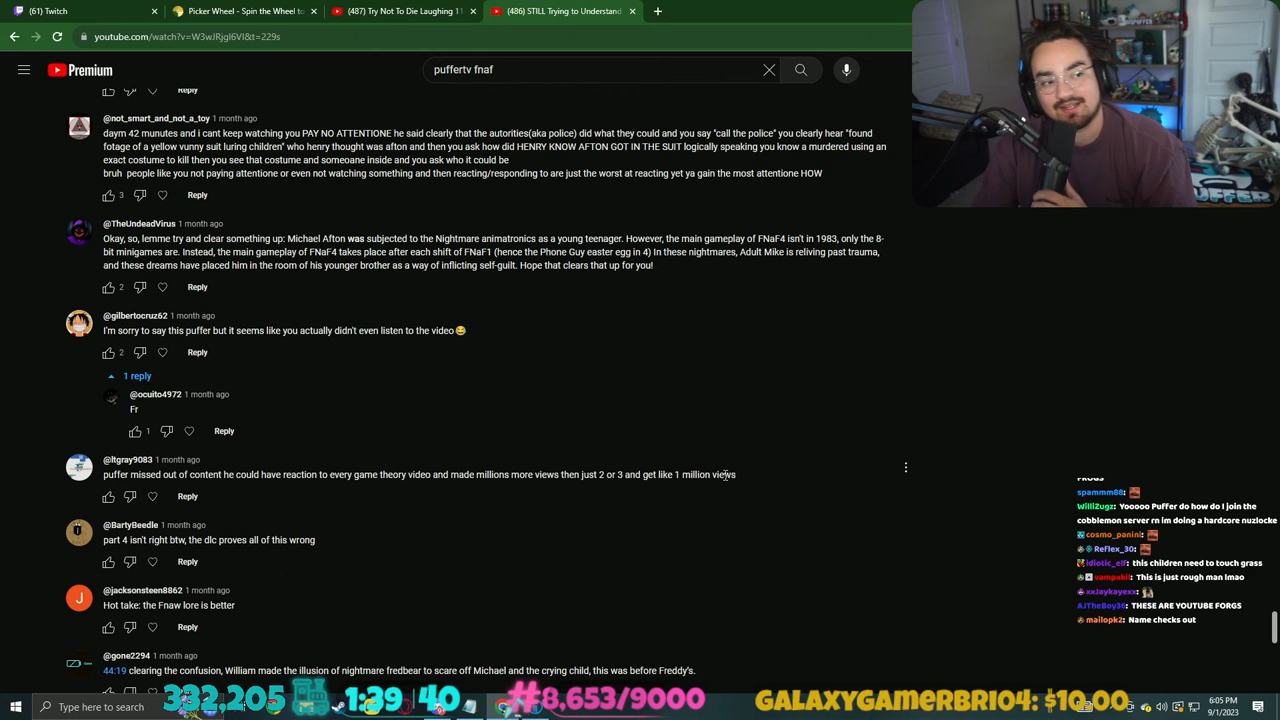 (61) Twitch
Picker Wheel - Spin the Wheel to
(487) Try Not To Die Laughing 11
(486) STILL Trying to Understand
youtube.com/watch?v=W3wJRjgI6VI&t=229s
Premium
puffertv fnaf
Reply
@not_smart_and_not_a_toy 1 month ago
daym 42 munutes and i cant keep watching you PAY NO ATTENTIONE he said clearly that the autorities(aka police) did what they could and you say "call the police" you clearly hear "found
fotage of a yellow vunny suit luring children" who henry thought was afton and then you ask how did HENRY KNOW AFTON GOT IN THE SUIT logically speaking you know a murdered using an
exact costume to kill then you see that costume and someoane inside and you ask who it could be
bruh people like you not paying attentione or even not watching something and then reacting/responding to are just the worst at reacting yet ya gain the most attentione HOW
3 Reply
@TheUndeadVirus 1 month ago
Okay, so, lemme try and clear something up: Michael Afton was subjected to the Nightmare animatronics as a young teenager. However, the main gameplay of FNaF4 isn't in 1983, only the 8-
bit minigames are. Instead, the main gameplay of FNaF4 takes place after each shift of FNaF1 (hence the Phone Guy easter egg in 4) In these nightmares, Adult Mike is reliving past trauma,
and these dreams have placed him in the room of his younger brother as a way of inflicting self-guilt. Hope that clears that up for you!
2 Reply
@gilbertocruz62 1 month ago
I'm sorry to say this puffer but it seems like you actually didn't even listen to the video😂
2 Reply
1 reply
@ocuito4972 1 month ago
Fr
1 Reply
@ltgray9083 1 month ago
puffer missed out of content he could have reaction to every game theory video and made millions more views then just 2 or 3 and get like 1 million views
Reply
@BartyBeedle 1 month ago
part 4 isn't right btw, the dlc proves all of this wrong
Reply
J
@jacksonsteen8862 1 month ago
Hot take: the Fnaw lore is better
Reply
@gone2294 1 month ago
44:19 clearing the confusion, William made the illusion of nightmare fredbear to scare off Michael and the crying child, this was before Freddy's.
PUFFER
FROGS
spammm88:
WilliZugz: Yooooo Puffer do how do I join the
cobblemon server rn im doing a hardcore nuzlocke
cosmo_panini:
Reflex_30:
idiotic_elf: this children need to touch grass
vampskil: This is just rough man lmao
xxJaykayexx:
AJTheBoy36: THESE ARE YOUTUBE FORGS
mailopk2: Name checks out
332,205 1:39 40 #8,653/9000 GALAXYGAMERBRI04: $10.00
Type here to search
6:05 PM
9/1/2023